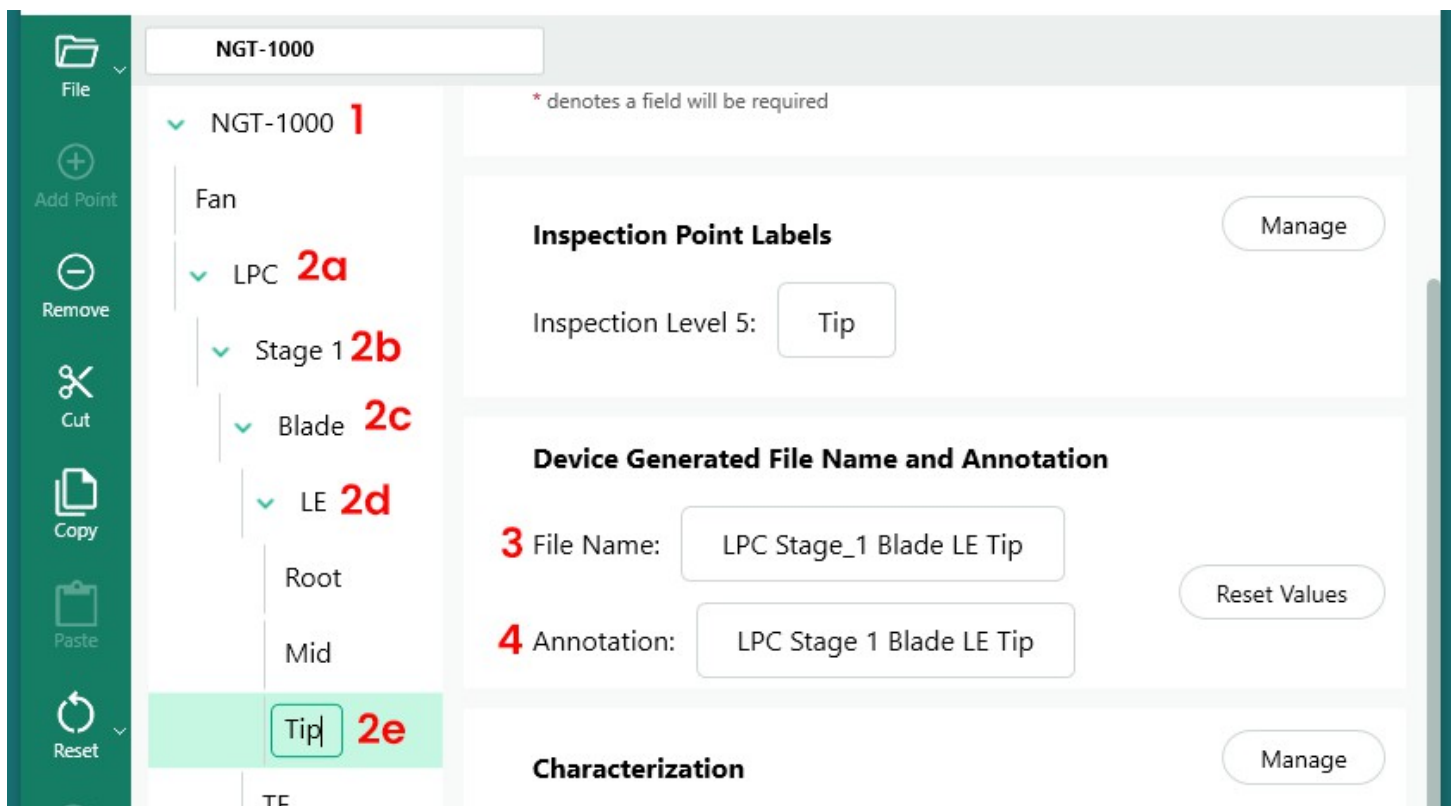 File
Add Point
Remove
Cut
Copy
Paste
Reset
NGT-1000
NGT-1000 1
Fan
LPC 2a
Stage 1 2b
Blade 2c
LE 2d
Root
Mid
Tip 2e
TE
* denotes a field will be required
Inspection Point Labels
Manage
Inspection Level 5: Tip
Device Generated File Name and Annotation
3 File Name: LPC Stage_1 Blade LE Tip
Reset Values
4 Annotation: LPC Stage 1 Blade LE Tip
Characterization
Manage